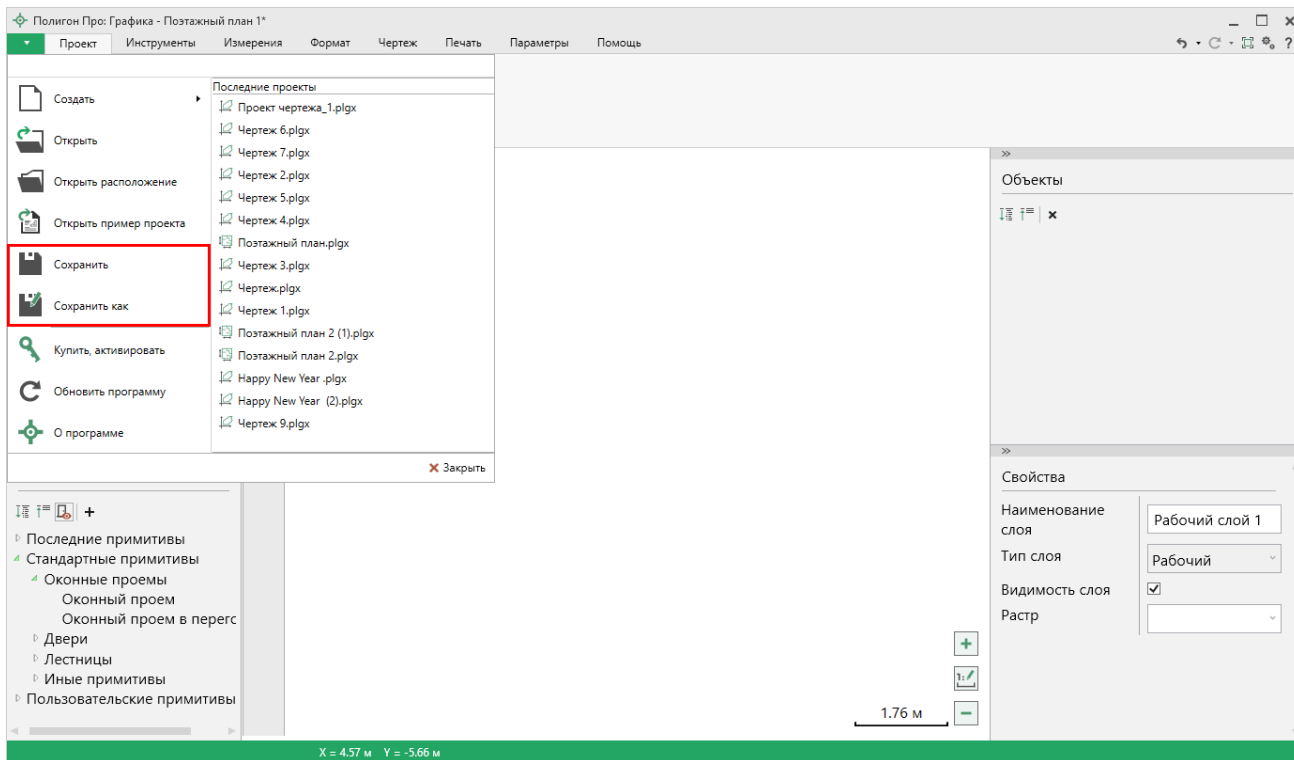 Полигон Про: Графика - Поэтажный план 1*
Проект Инструменты Измерения Формат Чертеж Печать Параметры Помощь
?
Создать
Открыть
Открыть расположение
Открыть пример проекта
Сохранить
Сохранить как
Купить, активировать
Обновить программу
О программе
Последние проекты
Проект чертежа_1.plgx
Чертеж 6.plgx
Чертеж 7.plgx
Чертеж 2.plgx
Чертеж 5.plgx
Чертеж 4.plgx
Поэтажный план.plgx
Чертеж 3.plgx
Чертеж.plgx
Чертеж 1.plgx
Поэтажный план 2 (1).plgx
Поэтажный план 2.plgx
Happy New Year .plgx
Happy New Year (2).plgx
Чертеж 9.plgx
Закрыть
Последние примитивы
Стандартные примитивы
Оконные проемы
Оконный проем
Оконный проем в перего
Двери
Лестницы
Иные примитивы
Пользовательские примитивы
1.76 м
1:
Объекты
Свойства
Наименование слоя
Рабочий слой 1
Тип слоя
Рабочий
Видимость слоя
Растр
X = 4.57 м Y = -5.66 м